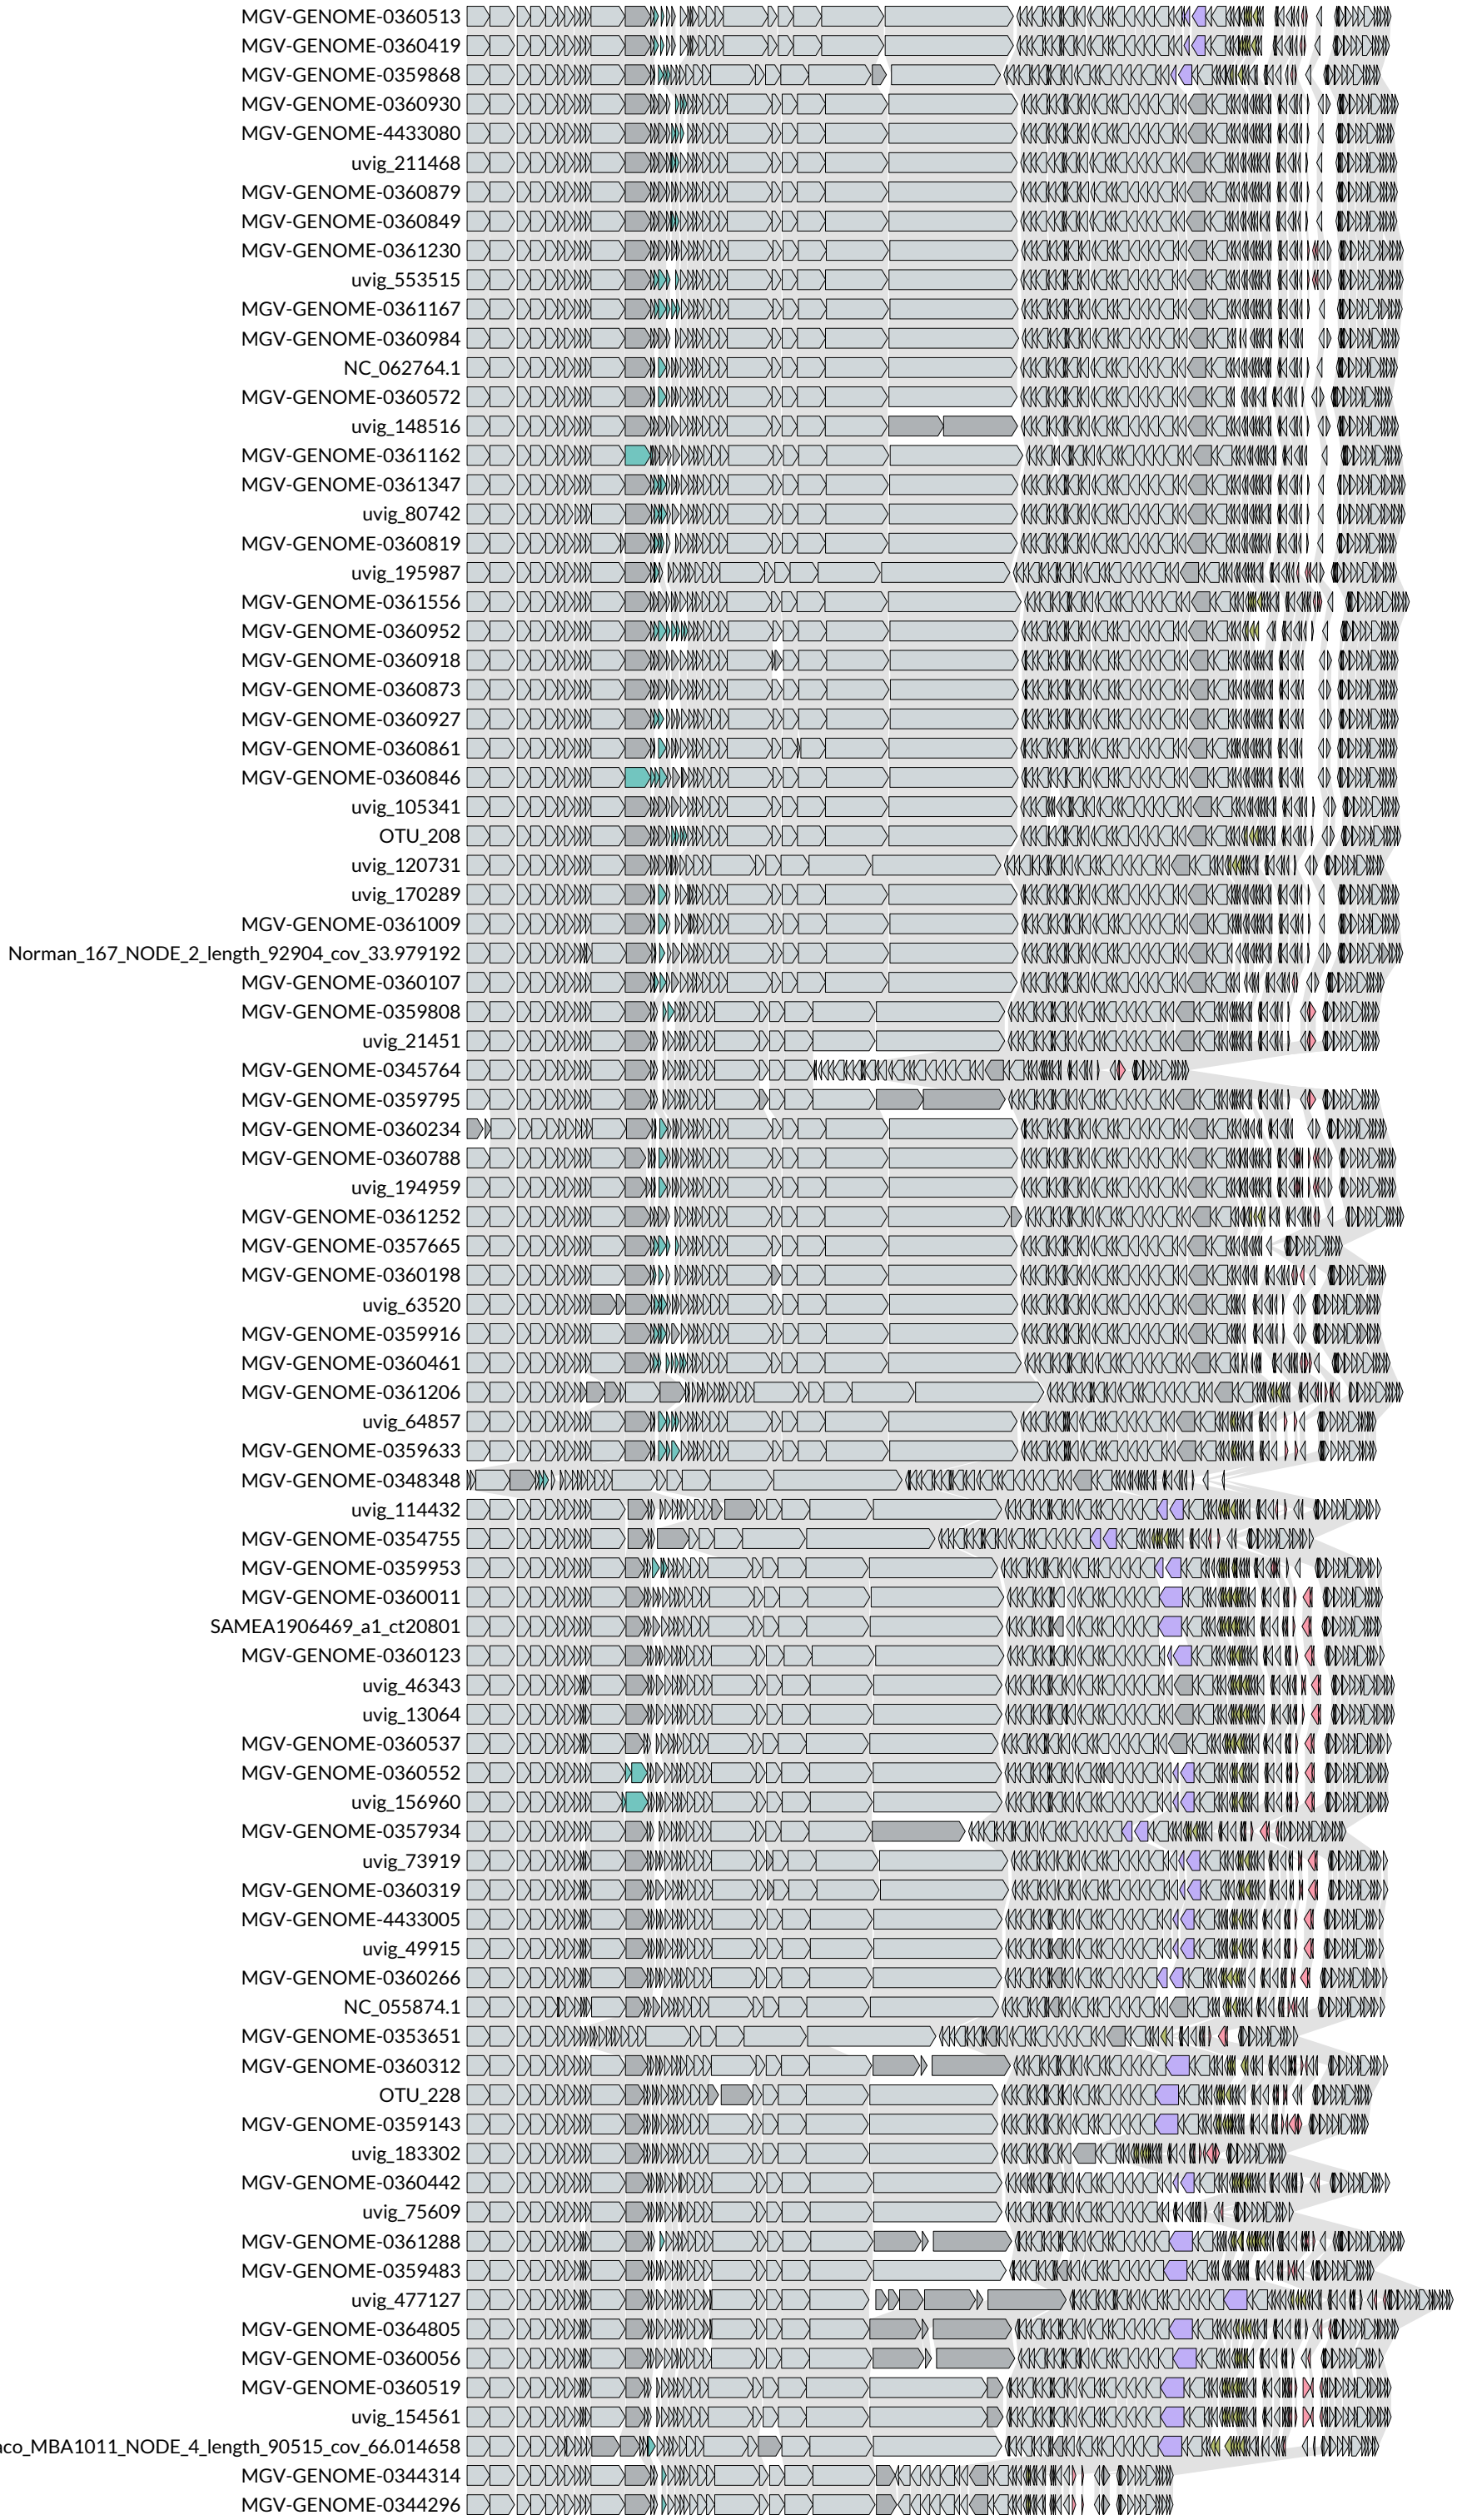 MGV-GENOME-0360513
MGV-GENOME-0360419
MGV-GENOME-0359868
MGV-GENOME-0360930
MGV-GENOME-4433080
uvig_211468
MGV-GENOME-0360879
MGV-GENOME-0360849
MGV-GENOME-0361230
uvig_553515
MGV-GENOME-0361167
MGV-GENOME-0360984
NC_062764.1
MGV-GENOME-0360572
uvig_148516
MGV-GENOME-0361162
MGV-GENOME-0361347
uvig_80742
MGV-GENOME-0360819
uvig_195987
MGV-GENOME-0361556
MGV-GENOME-0360952
MGV-GENOME-0360918
MGV-GENOME-0360873
MGV-GENOME-0360927
MGV-GENOME-0360861
MGV-GENOME-0360846
uvig_105341
OTU_208
uvig_120731
uvig_170289
MGV-GENOME-0361009
Norman_167_NODE_2_length_92904_cov_33.979192
MGV-GENOME-0360107
MGV-GENOME-0359808
uvig_21451
MGV-GENOME-0345764
MGV-GENOME-0359795
MGV-GENOME-0360234
MGV-GENOME-0360788
uvig_194959
MGV-GENOME-0361252
MGV-GENOME-0357665
MGV-GENOME-0360198
uvig_63520
MGV-GENOME-0359916
MGV-GENOME-0360461
MGV-GENOME-0361206
uvig_64857
MGV-GENOME-0359633
MGV-GENOME-0348348
uvig_114432
MGV-GENOME-0354755
MGV-GENOME-0359953
MGV-GENOME-0360011
SAMEA1906469_a1_ct20801
MGV-GENOME-0360123
uvig_46343
uvig_13064
MGV-GENOME-0360537
MGV-GENOME-0360552
uvig_156960
MGV-GENOME-0357934
uvig_73919
MGV-GENOME-0360319
MGV-GENOME-4433005
uvig_49915
MGV-GENOME-0360266
NC_055874.1
MGV-GENOME-0353651
MGV-GENOME-0360312
OTU_228
MGV-GENOME-0359143
uvig_183302
MGV-GENOME-0360442
uvig_75609
MGV-GENOME-0361288
MGV-GENOME-0359483
uvig_477127
MGV-GENOME-0364805
MGV-GENOME-0360056
MGV-GENOME-0360519
uvig_154561
co_MBA1011_NODE_4_length_90515_cov_66.014658
MGV-GENOME-0344314
MGV-GENOME-0344296